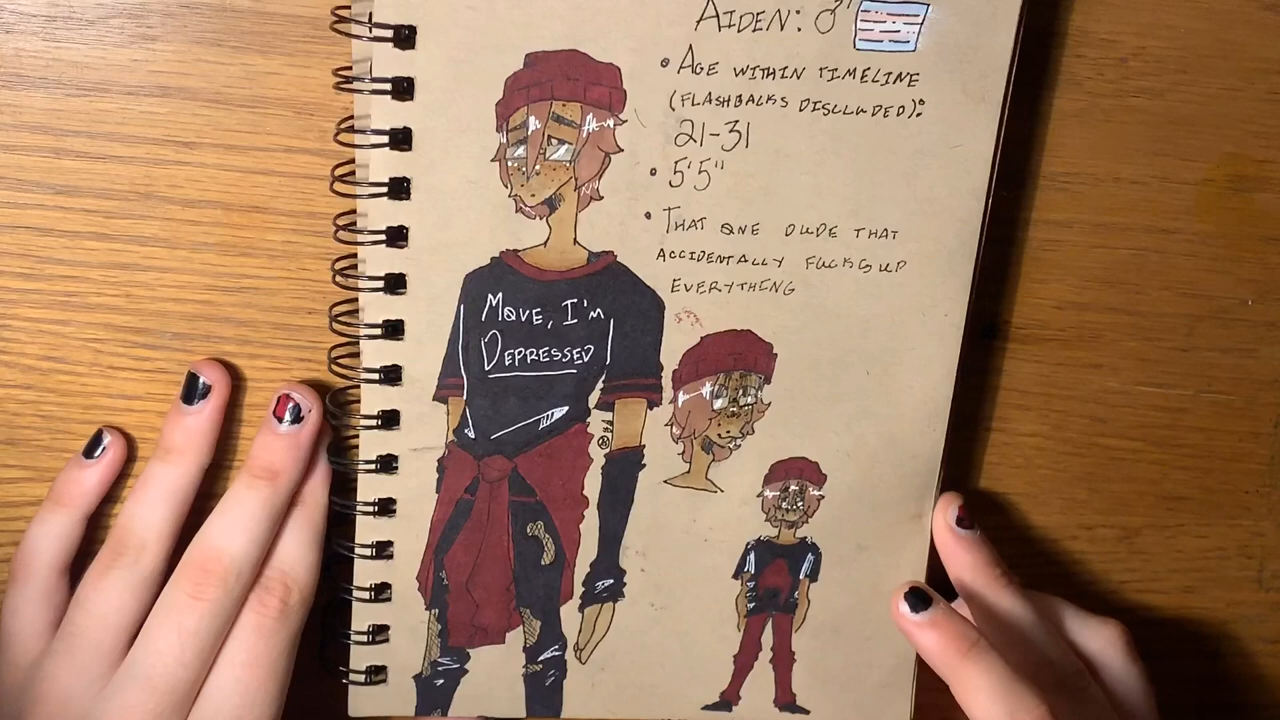 AIDEN: ♂
• AGE WITHIN TIMELINE
(FLASHBACKS DISCLUDED):
21-31
• 5'5"
• THAT ONE DUDE THAT
ACCIDENTALLY FUCKS UP
EVERYTHING
MOVE, I'M
DEPRESSED